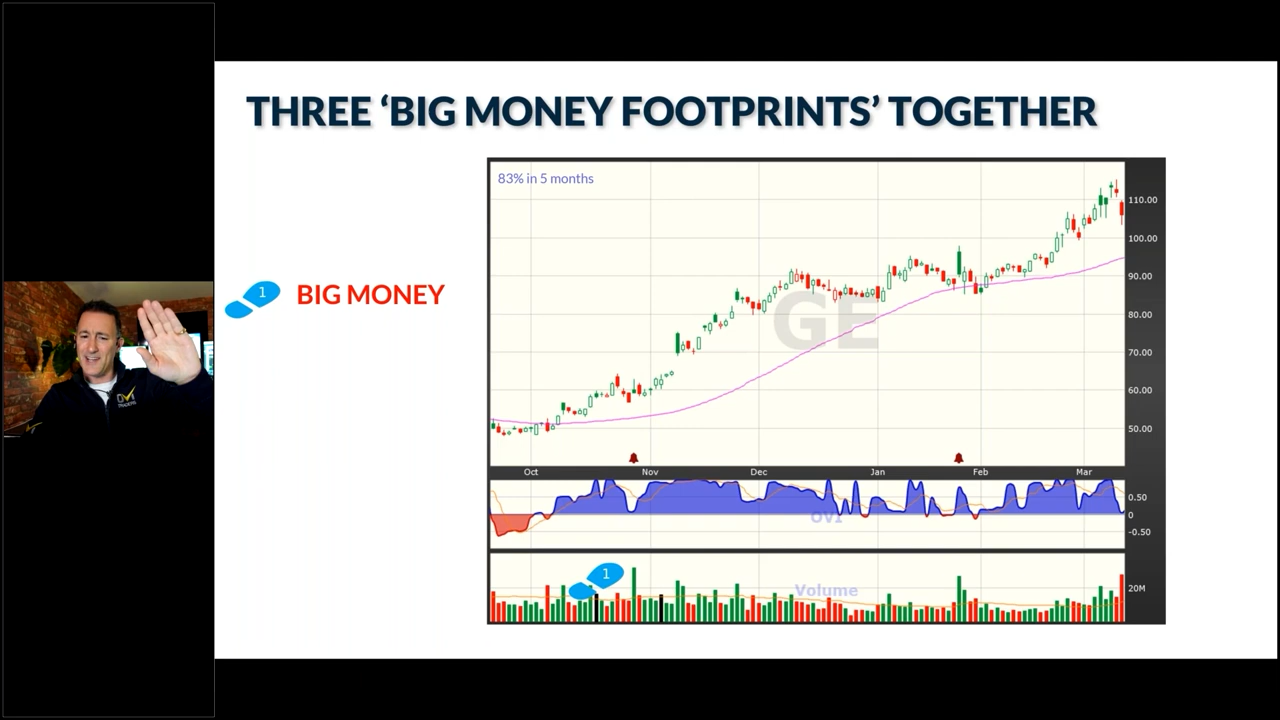 THREE ‘BIG MONEY FOOTPRINTS’ TOGETHER
83% in 5 months
1 BIG MONEY
GE
110.00
100.00
90.00
80.00
70.00
60.00
50.00
Oct Nov Dec Jan Feb Mar
0.50
0
-0.50
OVI
1
Volume
20M
OVI
TRADERS